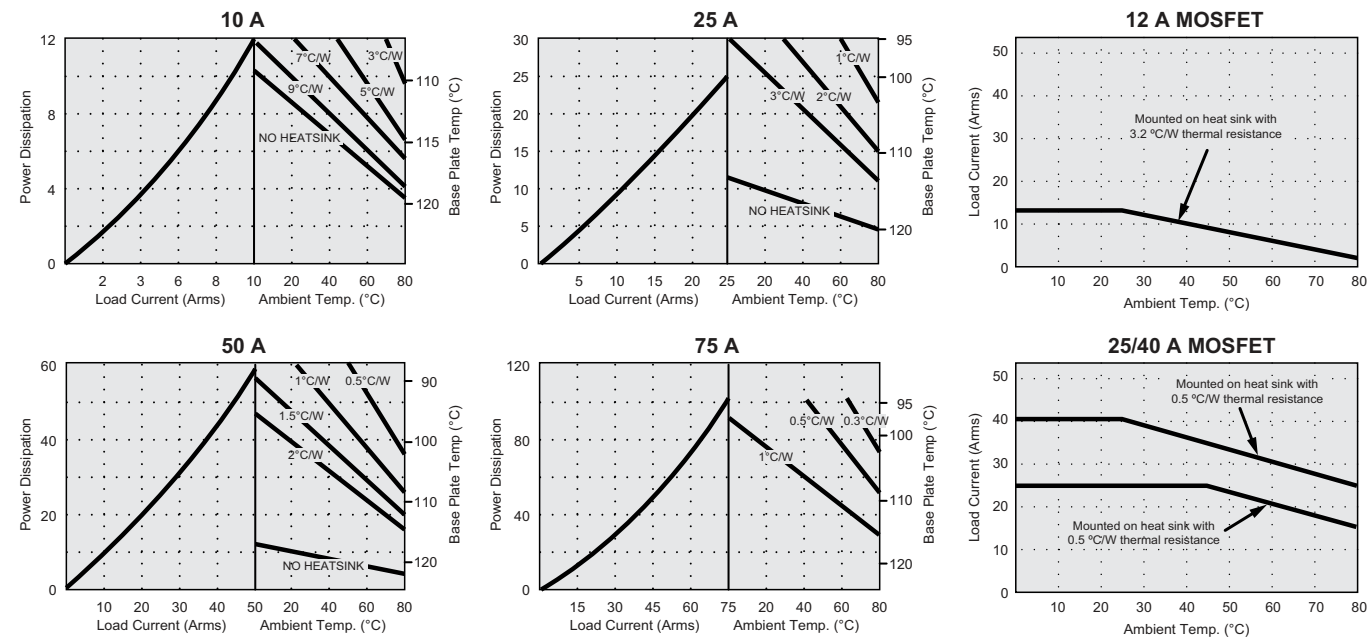 10 A
12
8
4
0
Power Dissipation
2 3 6 8 10 20 40 60 80
Load Current (Arms) Ambient Temp. (°C)
7°C/W
3°C/W
9°C/W
5°C/W
NO HEATSINK
110
115
120
Base Plate Temp (°C)
25 A
30
25
20
15
10
5
0
Power Dissipation
5 10 15 20 25 20 40 60 80
Load Current (Arms) Ambient Temp. (°C)
1°C/W
3°C/W
2°C/W
NO HEATSINK
95
100
110
120
Base Plate Temp (°C)
12 A MOSFET
50
40
30
20
10
0
Load Current (Arms)
Mounted on heat sink with
3.2 ºC/W thermal resistance
10 20 30 40 50 60 70 80
Ambient Temp. (°C)
50 A
60
40
20
0
Power Dissipation
10 20 30 40 50 20 40 60 80
Load Current (Arms) Ambient Temp. (°C)
1°C/W
0.5°C/W
1.5°C/W
2°C/W
NO HEATSINK
90
100
110
120
Base Plate Temp (°C)
75 A
120
80
40
0
Power Dissipation
15 30 45 60 75 20 40 60 80
Load Current (Arms) Ambient Temp. (°C)
0.5°C/W
0.3°C/W
1°C/W
95
100
110
120
Base Plate Temp (°C)
25/40 A MOSFET
50
40
30
20
10
0
Load Current (Arms)
Mounted on heat sink with
0.5 ºC/W thermal resistance
Mounted on heat sink with
0.5 ºC/W thermal resistance
10 20 30 40 50 60 70 80
Ambient Temp. (°C)